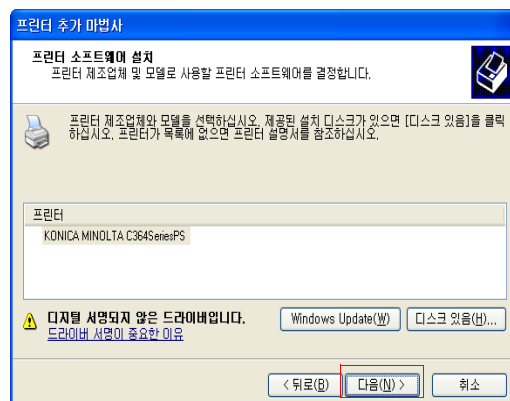 프린터 추가 마법사
프린터 소프트웨어 설치
프린터 제조업체 및 모델로 사용할 프린터 소프트웨어를 결정합니다.
프린터 제조업체와 모델을 선택하십시오. 제공된 설치 디스크가 있으면 [디스크 있음]을 클릭
하십시오. 프린터가 목록에 없으면 프린터 설명서를 참조하십시오.
프린터
KONICA MINOLTA C364SeriesPS
디지털 서명되지 않은 드라이버입니다.
드라이버 서명이 중요한 이유
Windows Update(W)
디스크 있음(H)...
< 뒤로(B)
다음(N) >
취소